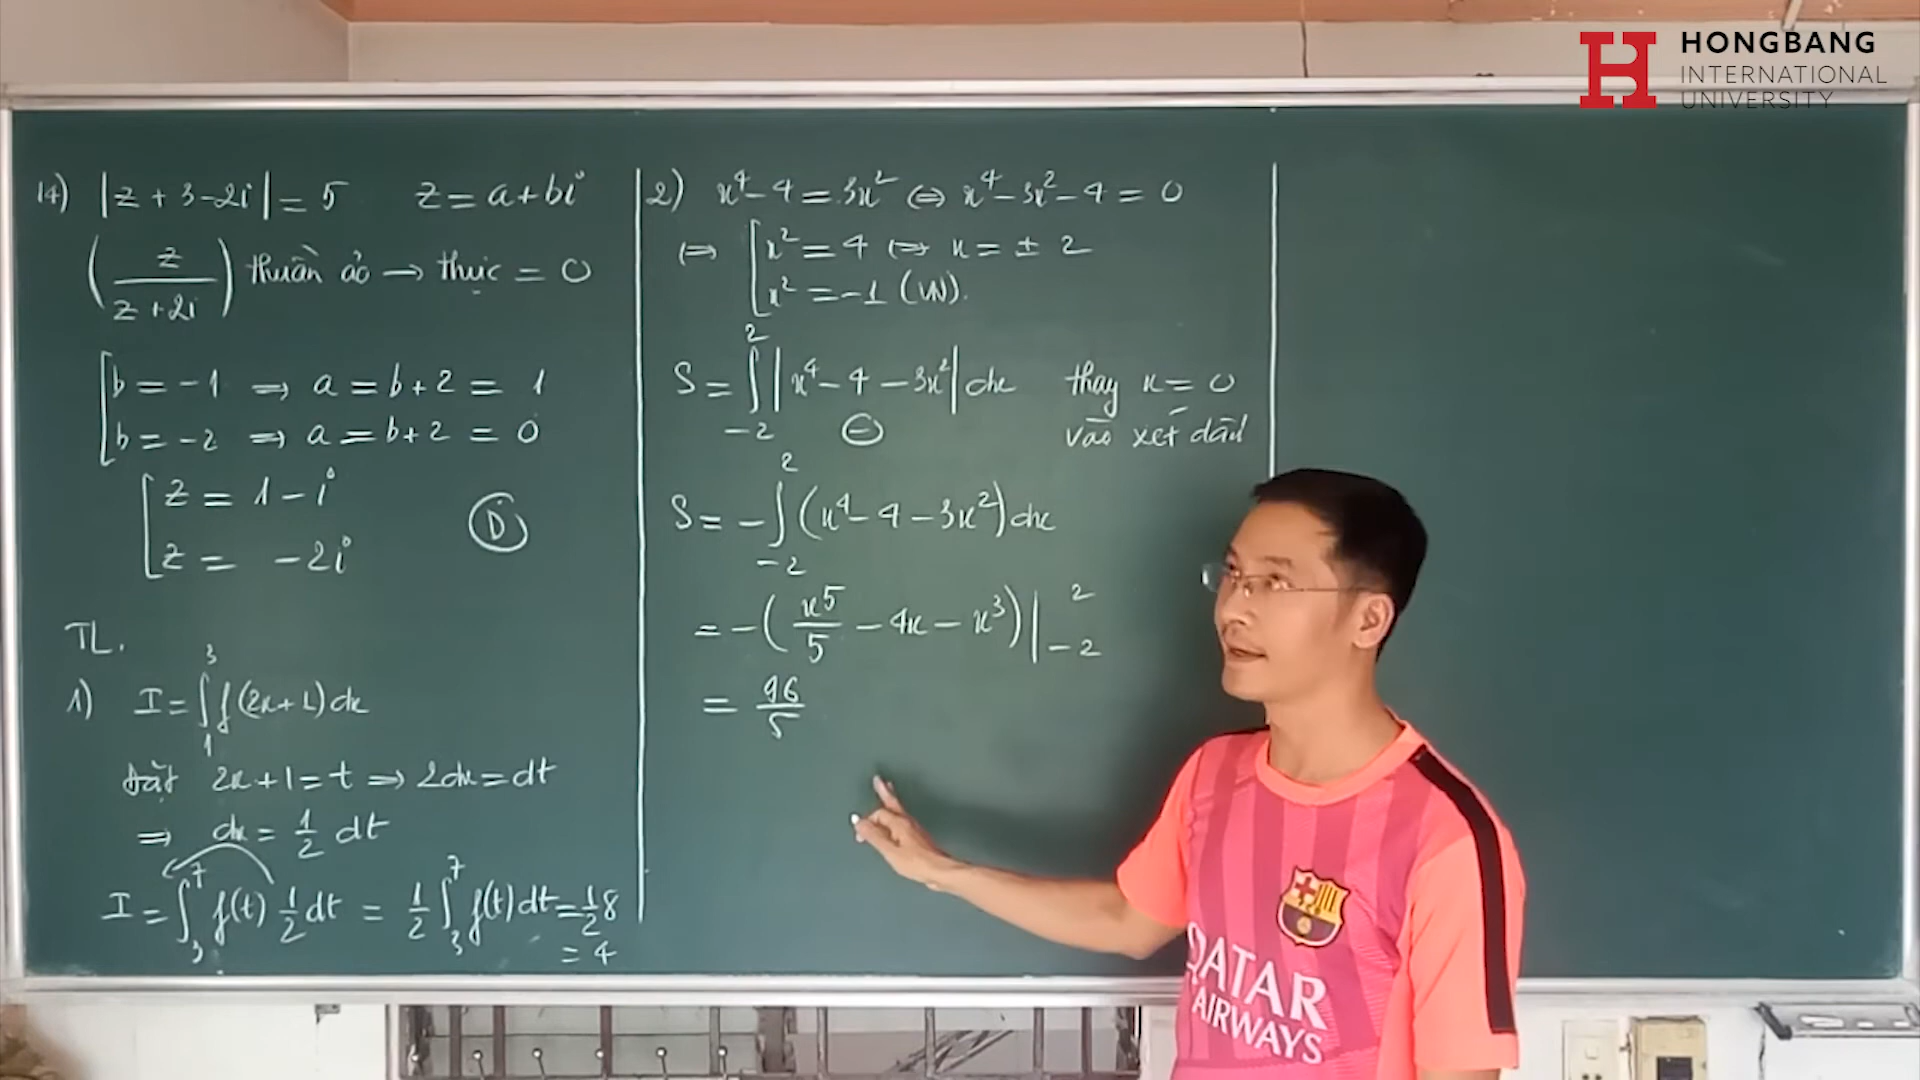 HONGBANG
INTERNATIONAL
UNIVERSITY
14) |z + 3 - 2i| = 5   z = a + bi
(z / (z + 2i)) thuần ảo → thực = 0
[b = -1 ⇒ a = b + 2 = 1
[b = -2 ⇒ a = b + 2 = 0
[z = 1 - i
[z = -2i
D
TL.
1) I = ∫₁³ f(2x+1)dx
Đặt 2x + 1 = t ⇒ 2dx = dt
⇒ dx = 1/2 dt
I = ∫₃⁷ f(t) 1/2 dt = 1/2 ∫₃⁷ f(t) dt = 1/2 8
= 4
2) x⁴ - 4 = 3x² ⇔ x⁴ - 3x² - 4 = 0
⇔ [x² = 4 ⇔ x = ± 2
[x² = -1 (VN).
S = ∫₋₂² |x⁴ - 4 - 3x²| dx   thay x = 0
⊖   vào xét dấu
S = -∫₋₂² (x⁴ - 4 - 3x²) dx
= -(x⁵/5 - 4x - x³)|₋₂²
= 96/5
QATAR
AIRWAYS